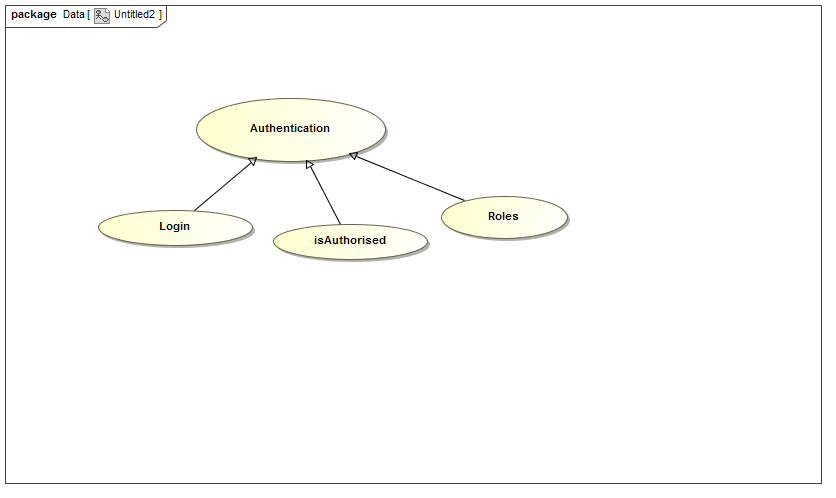 package Data [ Untitled2 ]
Authentication
Login
isAuthorised
Roles